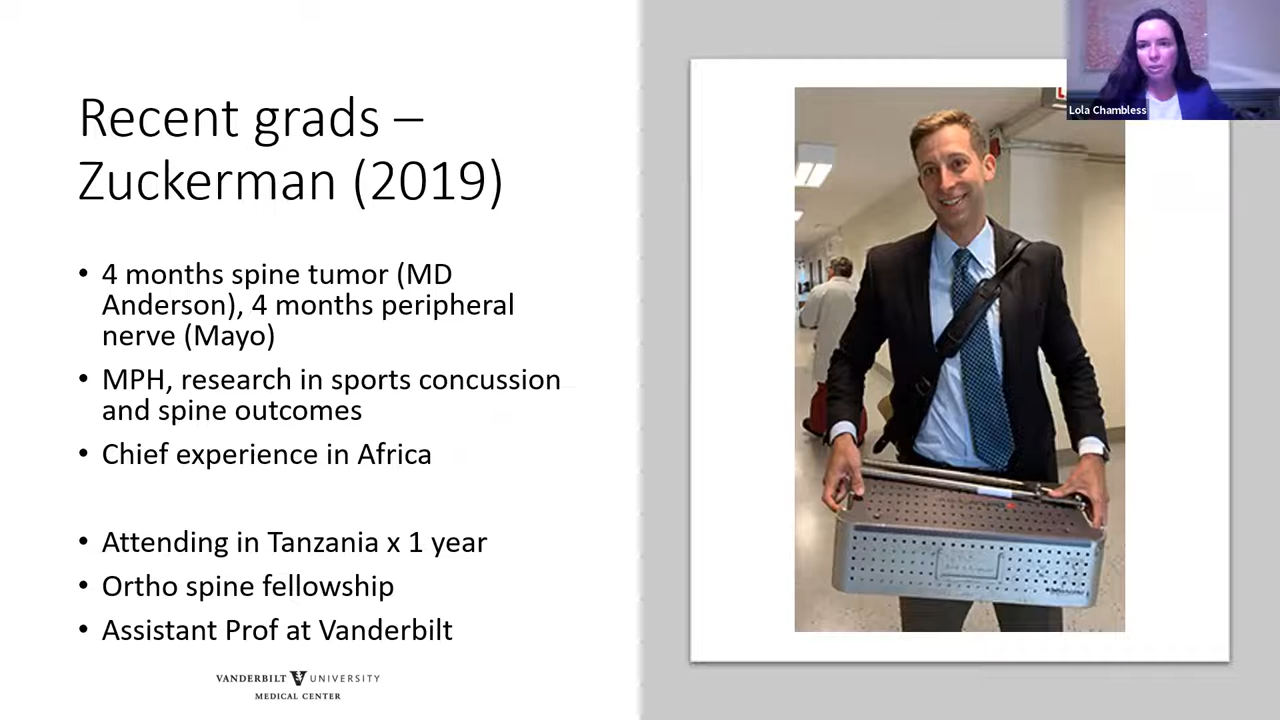 Recent grads –
Zuckerman (2019)
• 4 months spine tumor (MD
Anderson), 4 months peripheral
nerve (Mayo)
• MPH, research in sports concussion
and spine outcomes
• Chief experience in Africa
• Attending in Tanzania x 1 year
• Ortho spine fellowship
• Assistant Prof at Vanderbilt
VANDERBILT V UNIVERSITY
MEDICAL CENTER
Lola Chambless